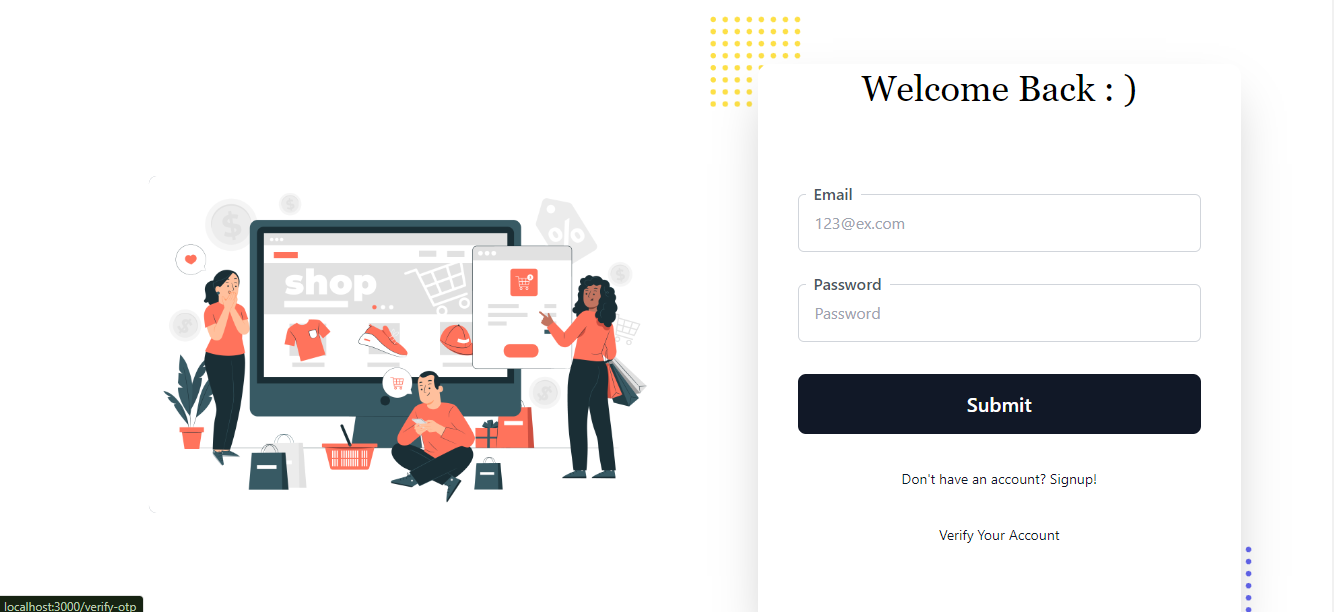 Welcome Back : )
Email
123@ex.com
Password
Password
Submit
Don't have an account? Signup!
Verify Your Account
shop
%
$
$
$
$
$
localhost:3000/verify-otp